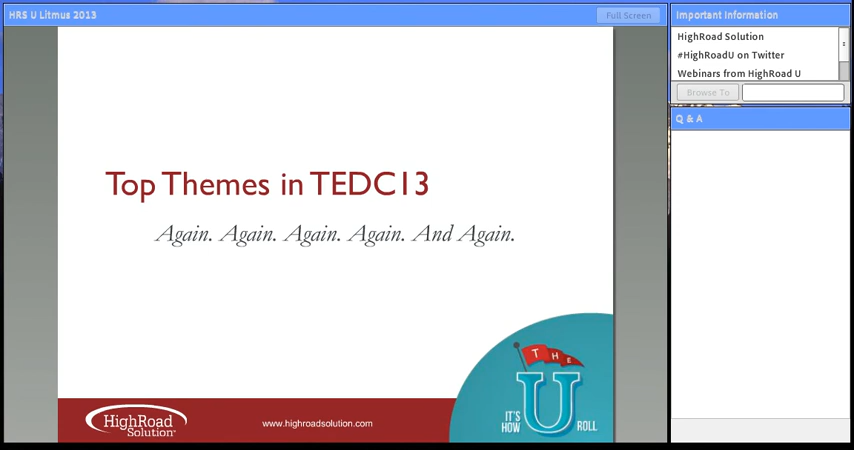 HRS U Litmus 2013
Full Screen
Important Information
HighRoad Solution
#HighRoadU on Twitter
Webinars from HighRoad U
Browse To
Q & A
Top Themes in TEDC13
Again. Again. Again. Again. And Again.
THE
U
IT'S
HOW
ROLL
HighRoad
Solution
www.highroadsolution.com